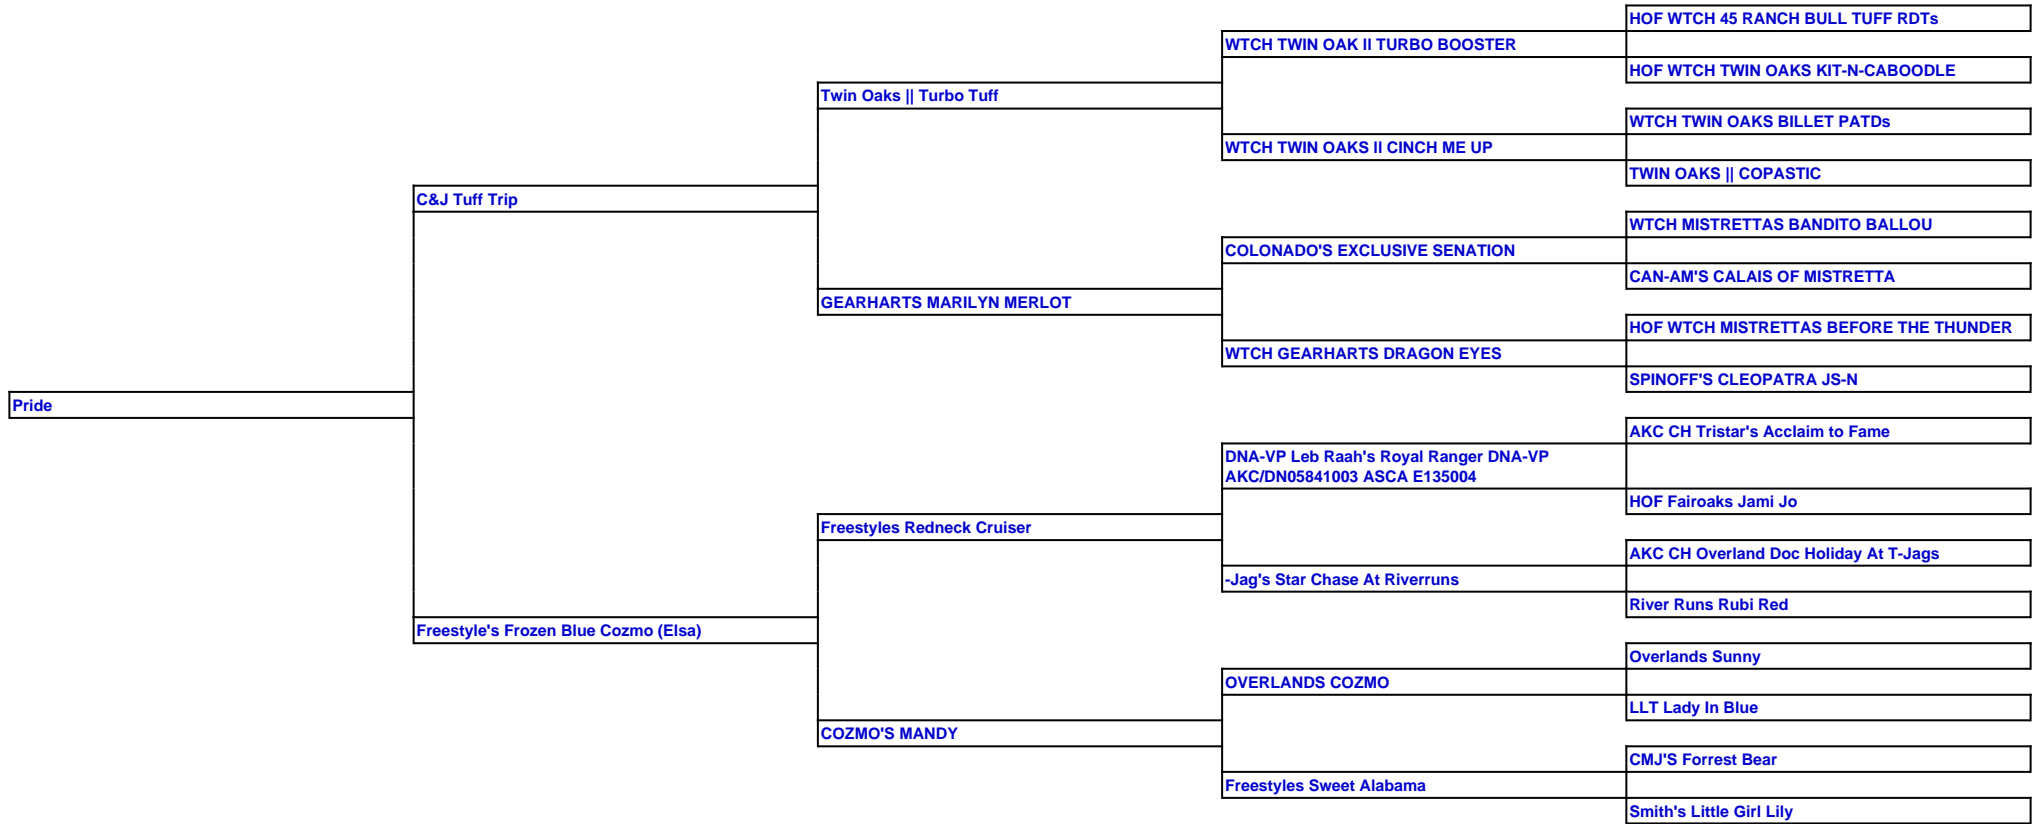 HOF WTCH 45 RANCH BULL TUFF RDTs
WTCH TWIN OAK II TURBO BOOSTER
HOF WTCH TWIN OAKS KIT-N-CABOODLE
Twin Oaks || Turbo Tuff
WTCH TWIN OAKS BILLET PATDs
WTCH TWIN OAKS II CINCH ME UP
TWIN OAKS || COPASTIC
C&J Tuff Trip
WTCH MISTRETTAS BANDITO BALLOU
COLONADO'S EXCLUSIVE SENATION
CAN-AM'S CALAIS OF MISTRETTA
GEARHARTS MARILYN MERLOT
HOF WTCH MISTRETTAS BEFORE THE THUNDER
WTCH GEARHARTS DRAGON EYES
SPINOFF'S CLEOPATRA JS-N
Pride
AKC CH Tristar's Acclaim to Fame
DNA-VP Leb Raah's Royal Ranger DNA-VP
AKC/DN05841003 ASCA E135004
HOF Fairoaks Jami Jo
Freestyles Redneck Cruiser
AKC CH Overland Doc Holiday At T-Jags
-Jag's Star Chase At Riverruns
River Runs Rubi Red
Freestyle's Frozen Blue Cozmo (Elsa)
Overlands Sunny
OVERLANDS COZMO
LLT Lady In Blue
COZMO'S MANDY
CMJ'S Forrest Bear
Freestyles Sweet Alabama
Smith's Little Girl Lily